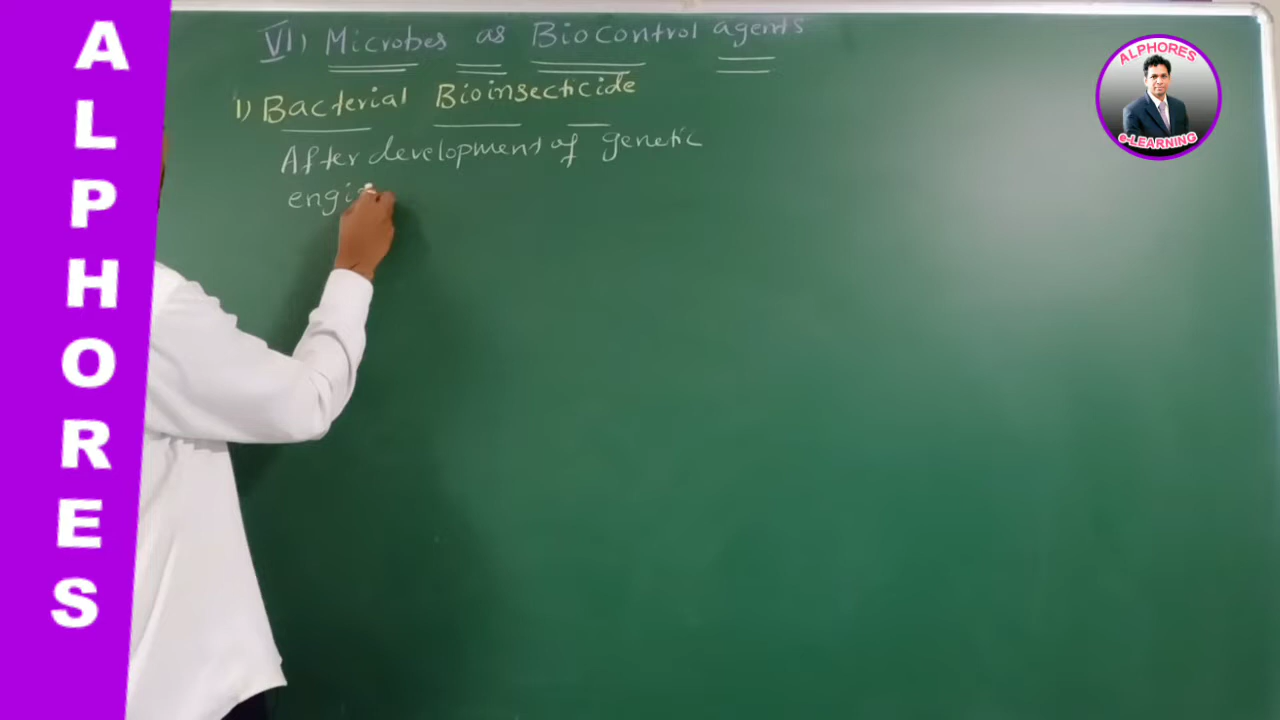 ALPHORES
VI) Microbes as Biocontrol agents
1) Bacterial Bioinsecticide
After development of genetic
engi
ALPHORES
e-LEARNING